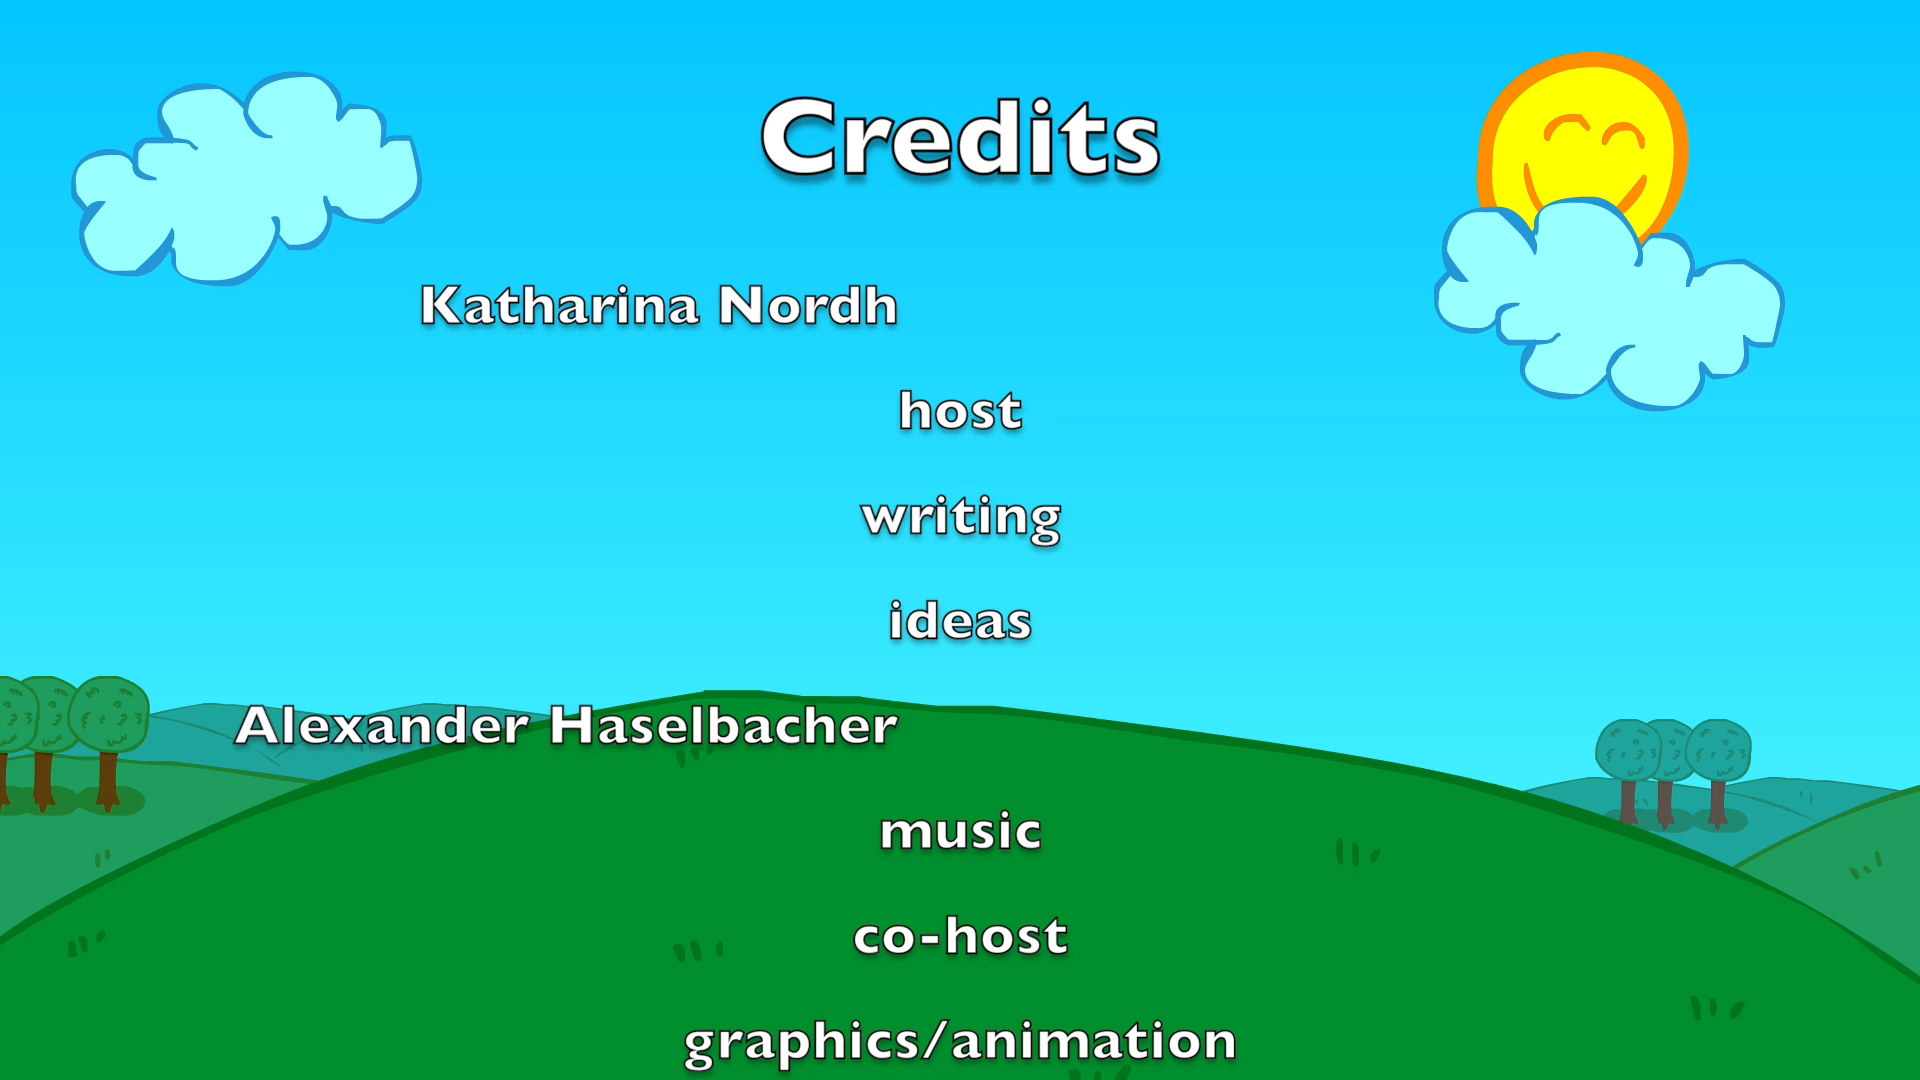 Credits
Katharina Nordh
host
writing
ideas
Alexander Haselbacher
music
co-host
graphics/animation